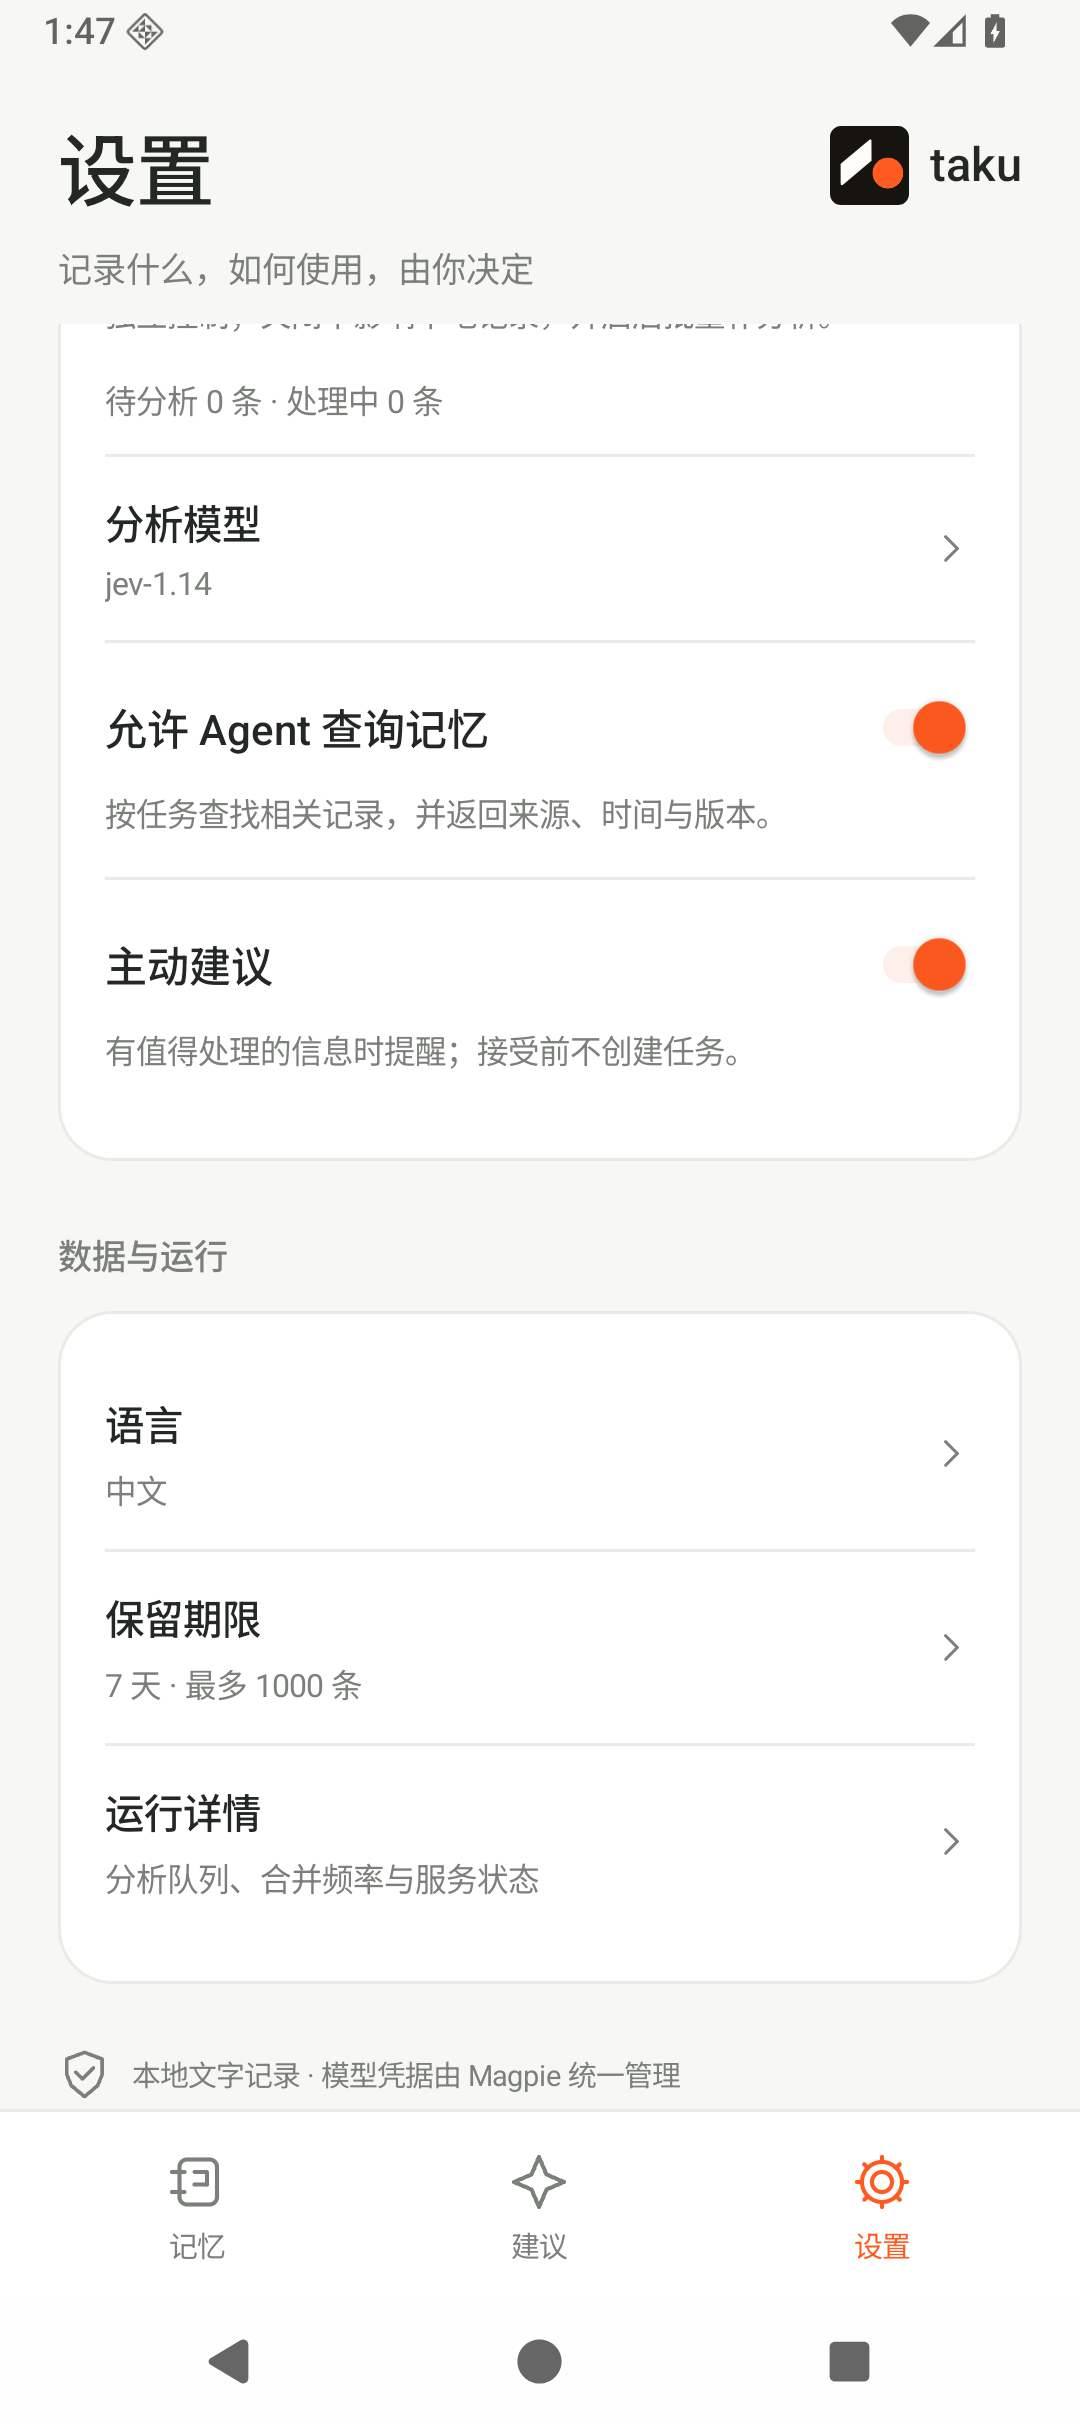 1:47
设置
taku
记录什么，如何使用，由你决定
待分析 0 条 · 处理中 0 条
分析模型
jev-1.14
允许 Agent 查询记忆
按任务查找相关记录，并返回来源、时间与版本。
主动建议
有值得处理的信息时提醒；接受前不创建任务。
数据与运行
语言
中文
保留期限
7 天 · 最多 1000 条
运行详情
分析队列、合并频率与服务状态
本地文字记录 · 模型凭据由 Magpie 统一管理
记忆
建议
设置